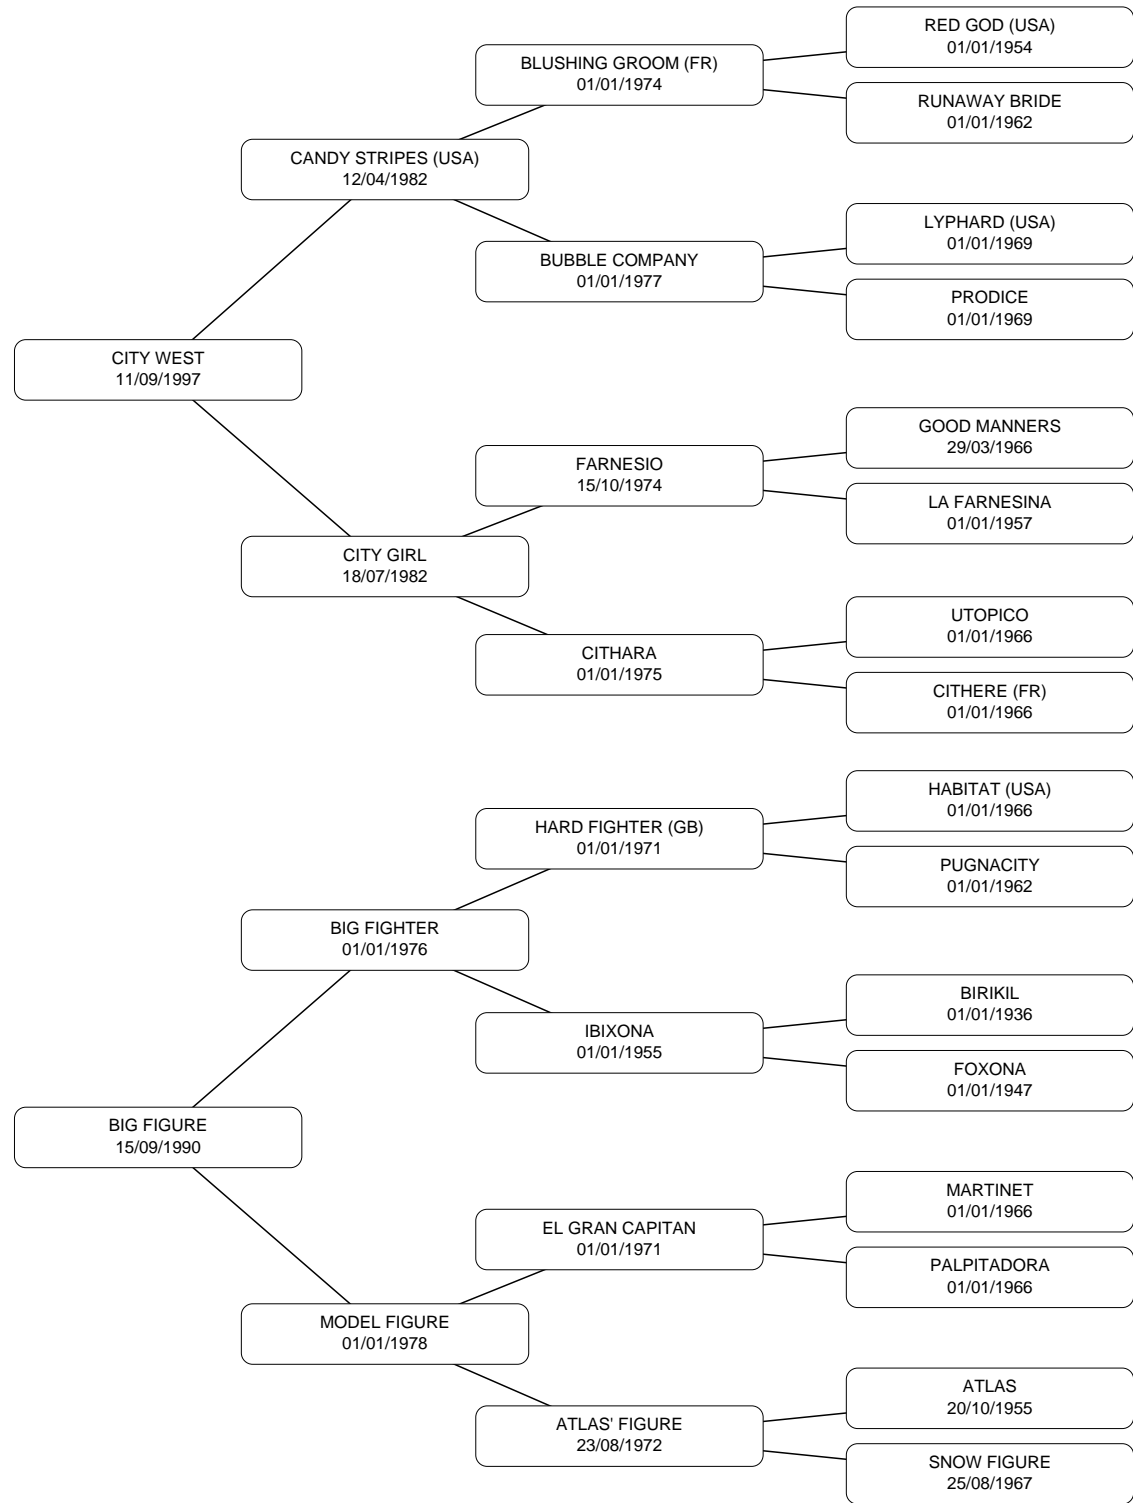 RED GOD (USA)
01/01/1954
BLUSHING GROOM (FR)
01/01/1974
RUNAWAY BRIDE
01/01/1962
CANDY STRIPES (USA)
12/04/1982
LYPHARD (USA)
01/01/1969
BUBBLE COMPANY
01/01/1977
PRODICE
01/01/1969
CITY WEST
11/09/1997
GOOD MANNERS
29/03/1966
FARNESIO
15/10/1974
LA FARNESINA
01/01/1957
CITY GIRL
18/07/1982
UTOPICO
01/01/1966
CITHARA
01/01/1975
CITHERE (FR)
01/01/1966
HABITAT (USA)
01/01/1966
HARD FIGHTER (GB)
01/01/1971
PUGNACITY
01/01/1962
BIG FIGHTER
01/01/1976
BIRIKIL
01/01/1936
IBIXONA
01/01/1955
FOXONA
01/01/1947
BIG FIGURE
15/09/1990
MARTINET
01/01/1966
EL GRAN CAPITAN
01/01/1971
PALPITADORA
01/01/1966
MODEL FIGURE
01/01/1978
ATLAS
20/10/1955
ATLAS' FIGURE
23/08/1972
SNOW FIGURE
25/08/1967